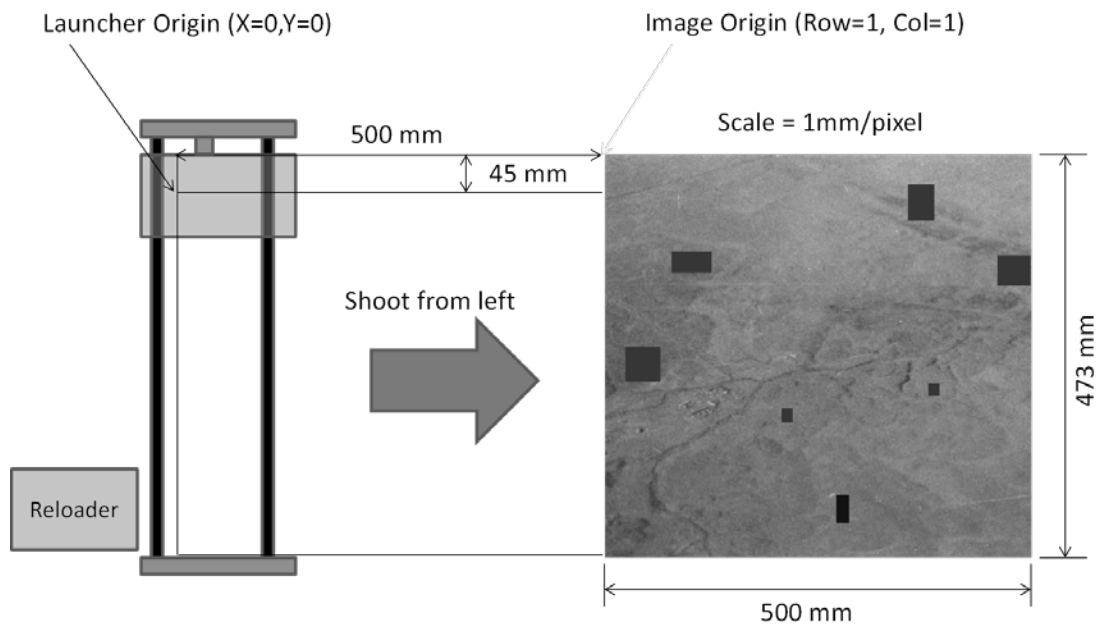 Launcher Origin (X=0,Y=0)
Image Origin (Row=1, Col=1)
500 mm
Scale = 1mm/pixel
45 mm
Shoot from left
473 mm
Reloader
500 mm